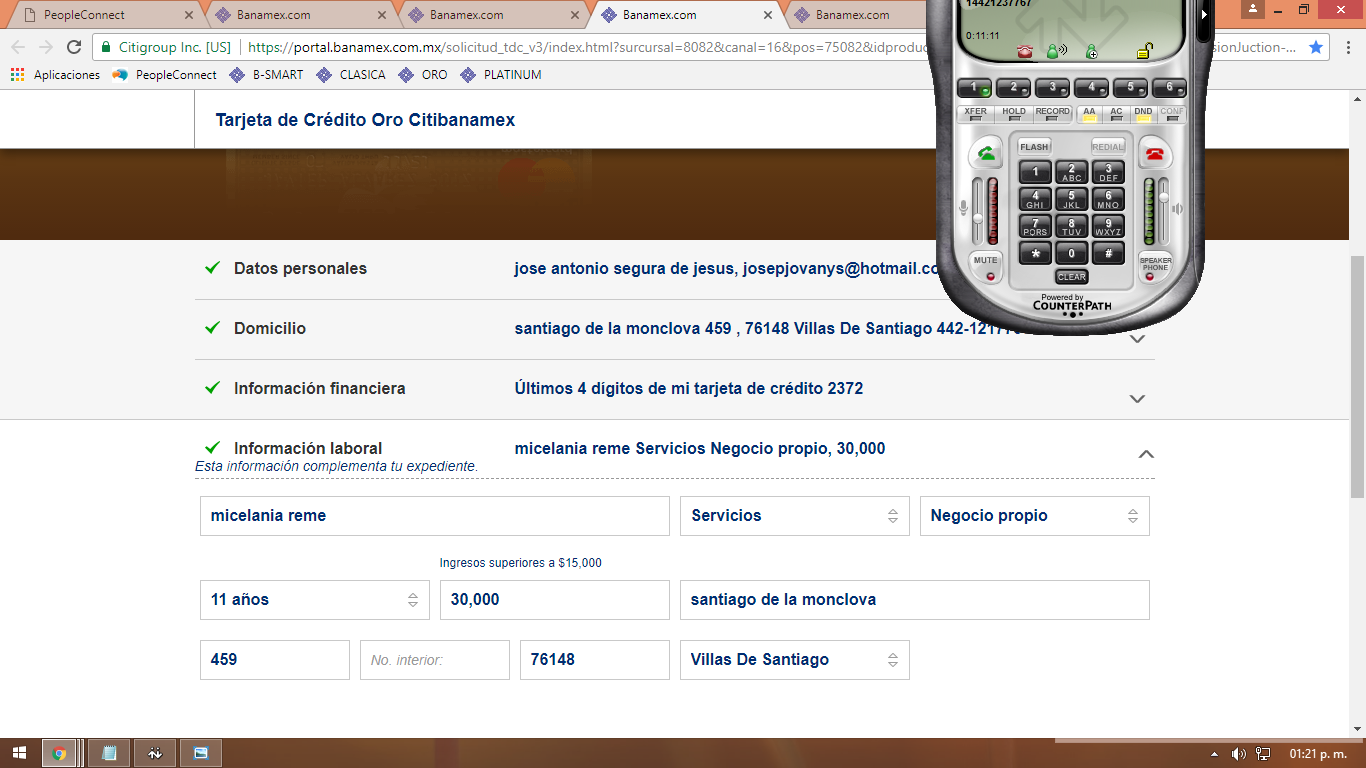 PeopleConnect
Banamex.com
Banamex.com
Banamex.com
Banamex.com
Citigroup Inc. [US]
https://portal.banamex.com.mx/solicitud_tdc_v3/index.html?surcursal=8082&canal=16&pss=75082&idproduc
sionJuction-...
Aplicaciones
PeopleConnect
B-SMART
CLASICA
ORO
PLATINUM
14421237767
0:11:11
1 2 3 4 5 6
XFER HOLD RECORD AA AC DND CONF
FLASH REDIAL
1 2 ABC 3 DEF
4 GHI 5 JKL 6 MNO
7 PQRS 8 TUV 9 WXYZ
* 0 #
MUTE
SPEAKER
PHONE
CLEAR
Powered by
COUNTERPATH
Tarjeta de Crédito Oro Citibanamex
Datos personales
jose antonio segura de jesus, josepjovanys@hotmail.co
Domicilio
santiago de la monclova 459 , 76148 Villas De Santiago 442-12177
Información financiera
Últimos 4 dígitos de mi tarjeta de crédito 2372
Información laboral
micelania reme Servicios Negocio propio, 30,000
Esta información complementa tu expediente.
micelania reme
Servicios
Negocio propio
Ingresos superiores a $15,000
11 años
30,000
santiago de la monclova
459
No. interior:
76148
Villas De Santiago
01:21 p. m.